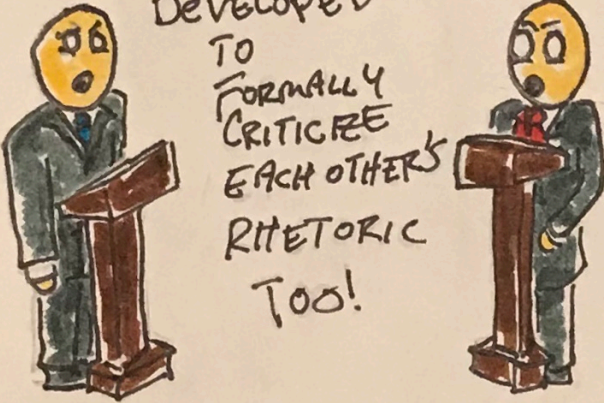 DEVELOPED
TO
FORMALLY
CRITICIZE
EACH OTHER'S
RHETORIC
TOO!